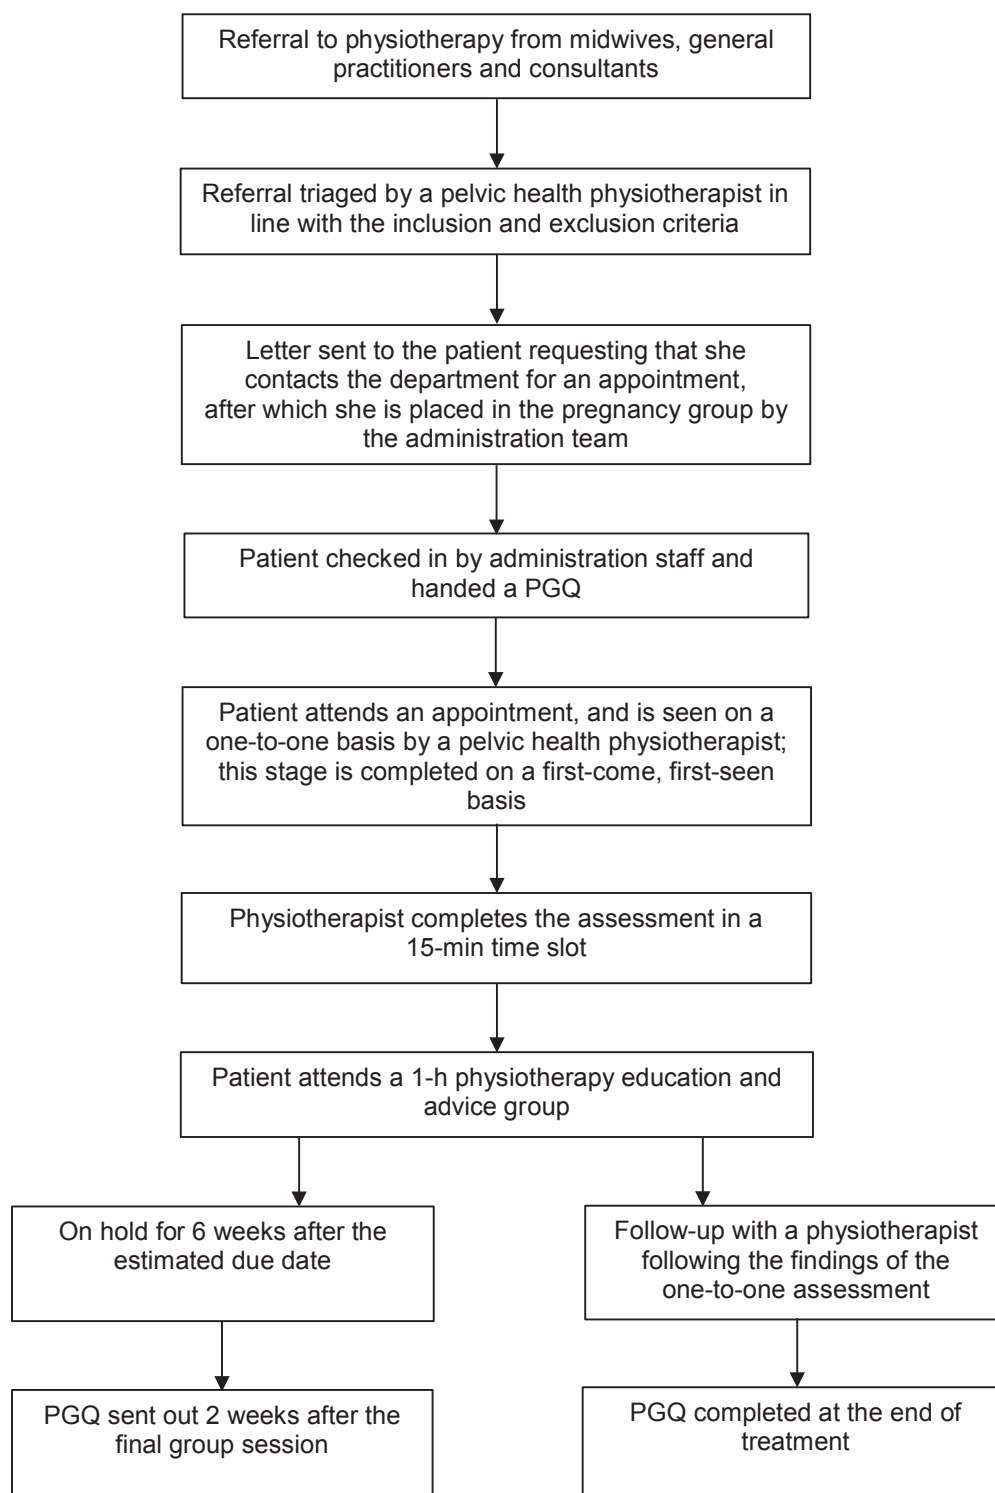 Referral to physiotherapy from midwives, general
practitioners and consultants
Referral triaged by a pelvic health physiotherapist in
line with the inclusion and exclusion criteria
Letter sent to the patient requesting that she
contacts the department for an appointment,
after which she is placed in the pregnancy group by
the administration team
Patient checked in by administration staff and
handed a PGQ
Patient attends an appointment, and is seen on a
one-to-one basis by a pelvic health physiotherapist;
this stage is completed on a first-come, first-seen
basis
Physiotherapist completes the assessment in a
15-min time slot
Patient attends a 1-h physiotherapy education and
advice group
On hold for 6 weeks after the
estimated due date
Follow-up with a physiotherapist
following the findings of the
one-to-one assessment
PGQ sent out 2 weeks after the
final group session
PGQ completed at the end of
treatment